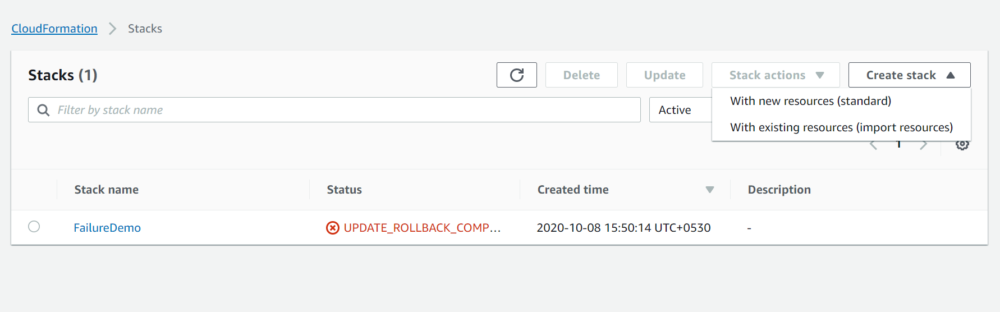 CloudFormation > Stacks
Stacks (1)
Delete
Update
Stack actions
Create stack
With new resources (standard)
With existing resources (import resources)
Filter by stack name
Active
1
Stack name
Status
Created time
Description
FailureDemo
UPDATE_ROLLBACK_COMP...
2020-10-08 15:50:14 UTC+0530
-